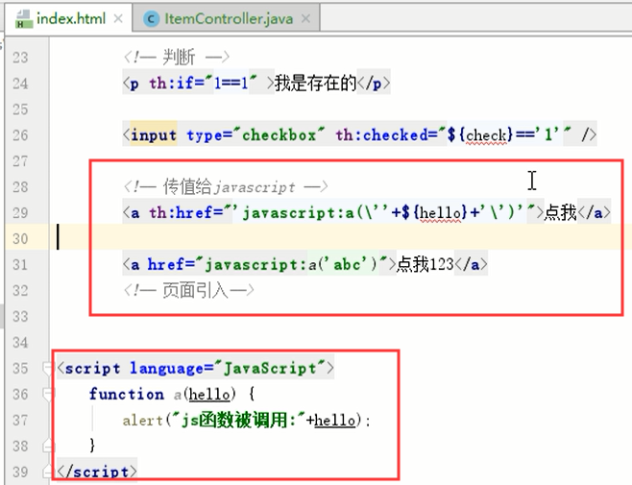 index.html ItemController.java
23 <!-- 判断 -->
24 <p th:if="1==1" >我是存在的</p>
25
26 <input type="checkbox" th:checked="${check}=='1'" />
27
28 <!-- 传值给javascript -->
29 <a th:href="'javascript:a(\''+${hello}+'\')'">点我</a>
30
31 <a href="javascript:a('abc')">点我123</a>
32 <!-- 页面引入-->
33
34
35 <script language="JavaScript">
36 function a(hello) {
37 alert("js函数被调用:"+hello);
38 }
39 </script>